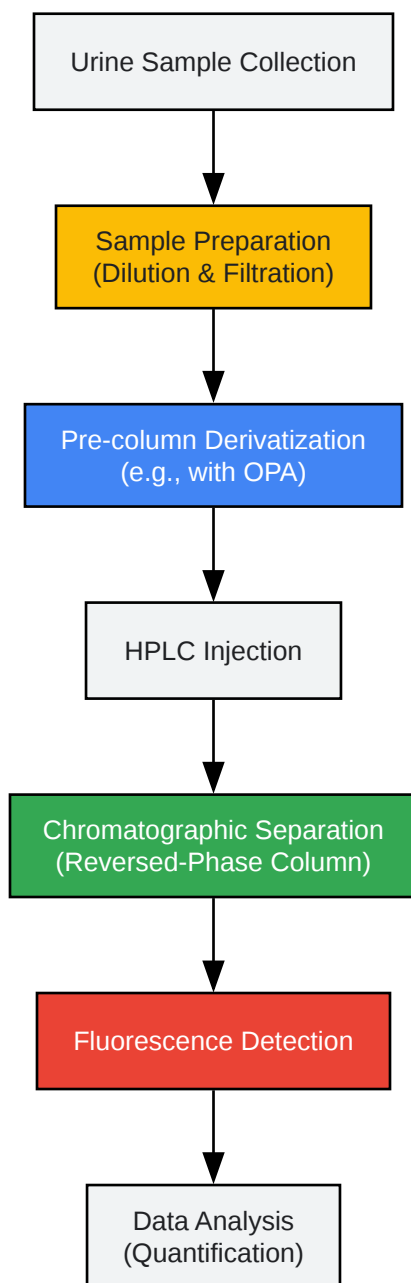 Urine Sample Collection
Sample Preparation
(Dilution & Filtration)
Pre-column Derivatization
(e.g., with OPA)
HPLC Injection
Chromatographic Separation
(Reversed-Phase Column)
Fluorescence Detection
Data Analysis
(Quantification)